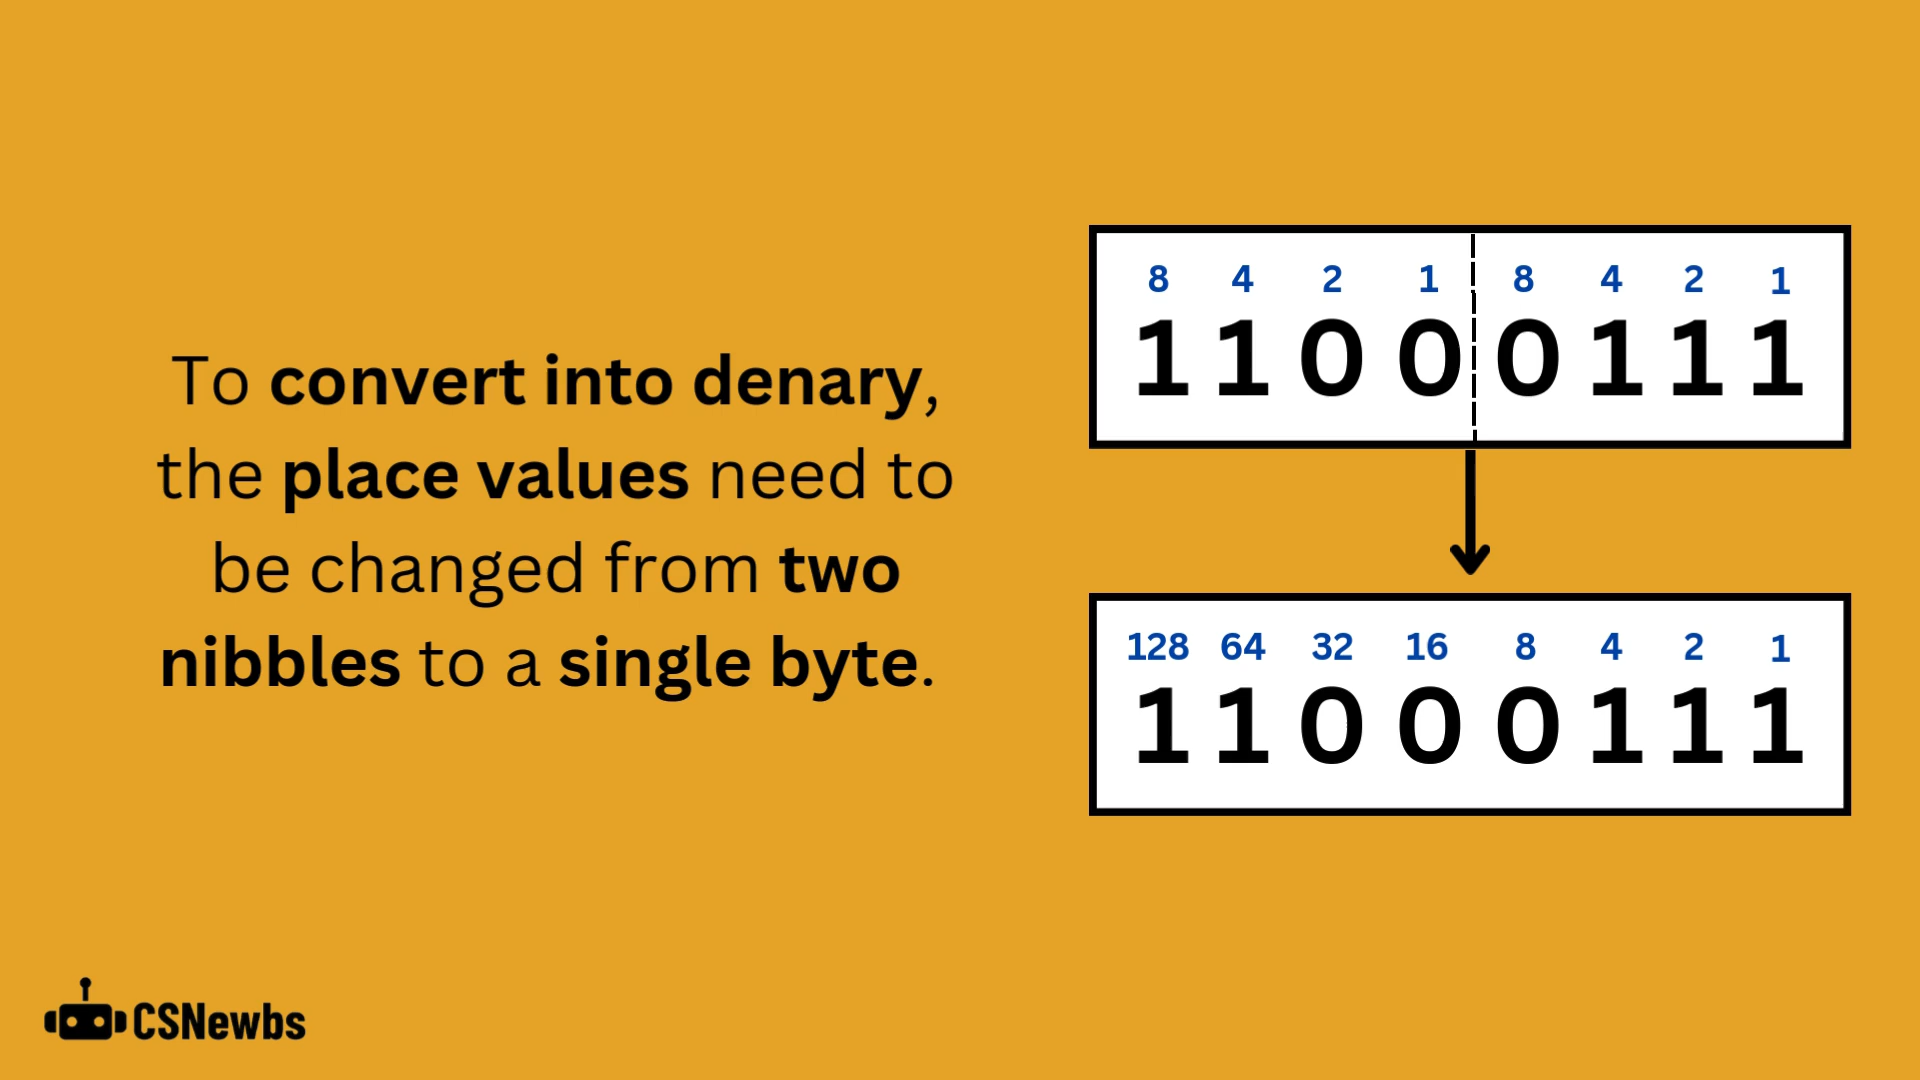 To convert into denary,
the place values need to
be changed from two
nibbles to a single byte.
8 4 2 1 8 4 2 1
1 1 0 0 0 1 1 1
128 64 32 16 8 4 2 1
1 1 0 0 0 1 1 1
CSNewbs